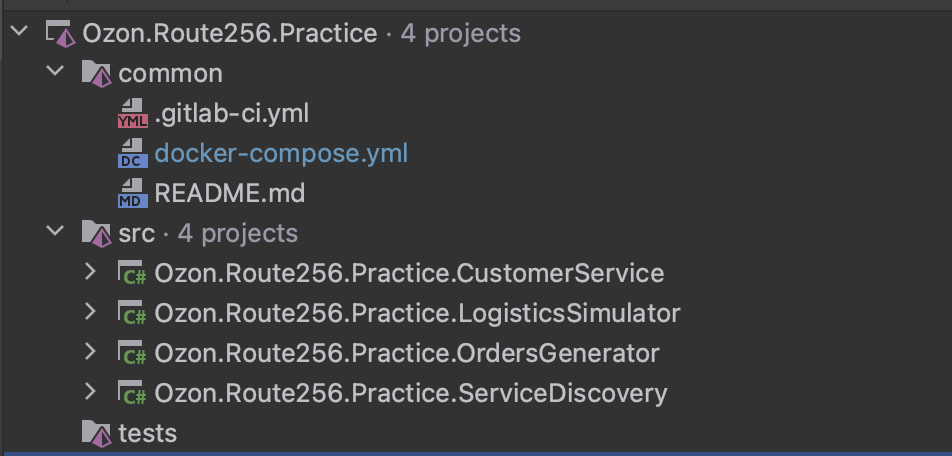 Ozon.Route256.Practice · 4 projects
common
YML .gitlab-ci.yml
DC docker-compose.yml
MD README.md
src · 4 projects
C# Ozon.Route256.Practice.CustomerService
C# Ozon.Route256.Practice.LogisticsSimulator
C# Ozon.Route256.Practice.OrdersGenerator
C# Ozon.Route256.Practice.ServiceDiscovery
tests